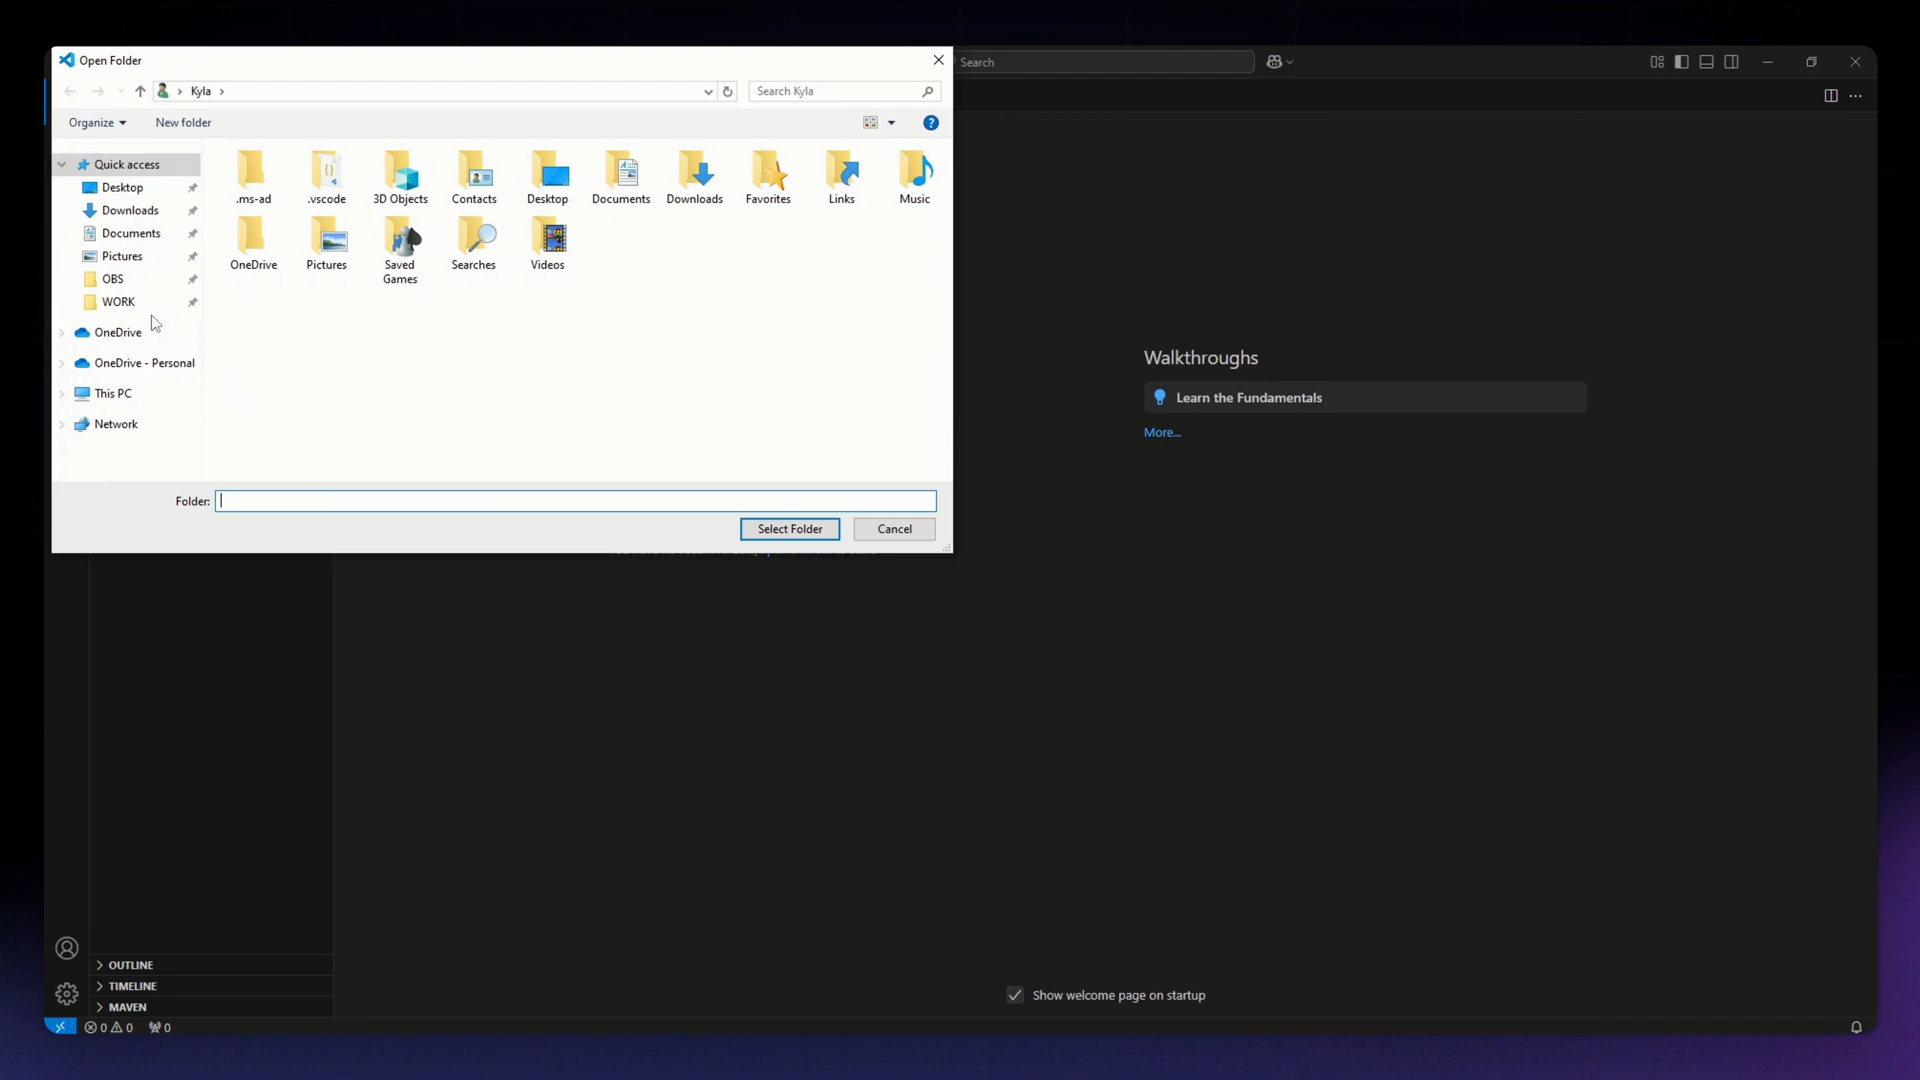 Open Folder
Kyla
Search Kyla
Organize
New folder
Quick access
Desktop
Downloads
Documents
Pictures
OBS
WORK
OneDrive
OneDrive - Personal
This PC
Network
.ms-ad
.vscode
3D Objects
Contacts
Desktop
Documents
Downloads
Favorites
Links
Music
OneDrive
Pictures
Saved
Games
Searches
Videos
Folder:
Select Folder
Cancel
Search
Walkthroughs
Learn the Fundamentals
More...
OUTLINE
TIMELINE
MAVEN
Show welcome page on startup
0 0 0